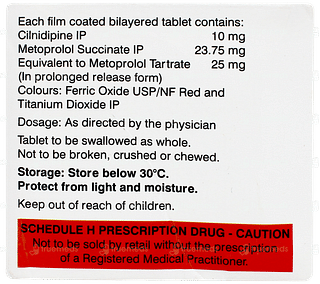 Each film coated bilayered tablet contains:
Cilnidipine IP 10 mg
Metoprolol Succinate IP 23.75 mg
Equivalent to Metoprolol Tartrate 25 mg
(In prolonged release form)
Colours: Ferric Oxide USP/NF Red and
Titanium Dioxide IP
Dosage: As directed by the physician
Tablet to be swallowed as whole.
Not to be broken, crushed or chewed.
Storage: Store below 30°C.
Protect from light and moisture.
Keep out of reach of children.
SCHEDULE H PRESCRIPTION DRUG - CAUTION
Not to be sold by retail without the prescription
of a Registered Medical Practitioner.